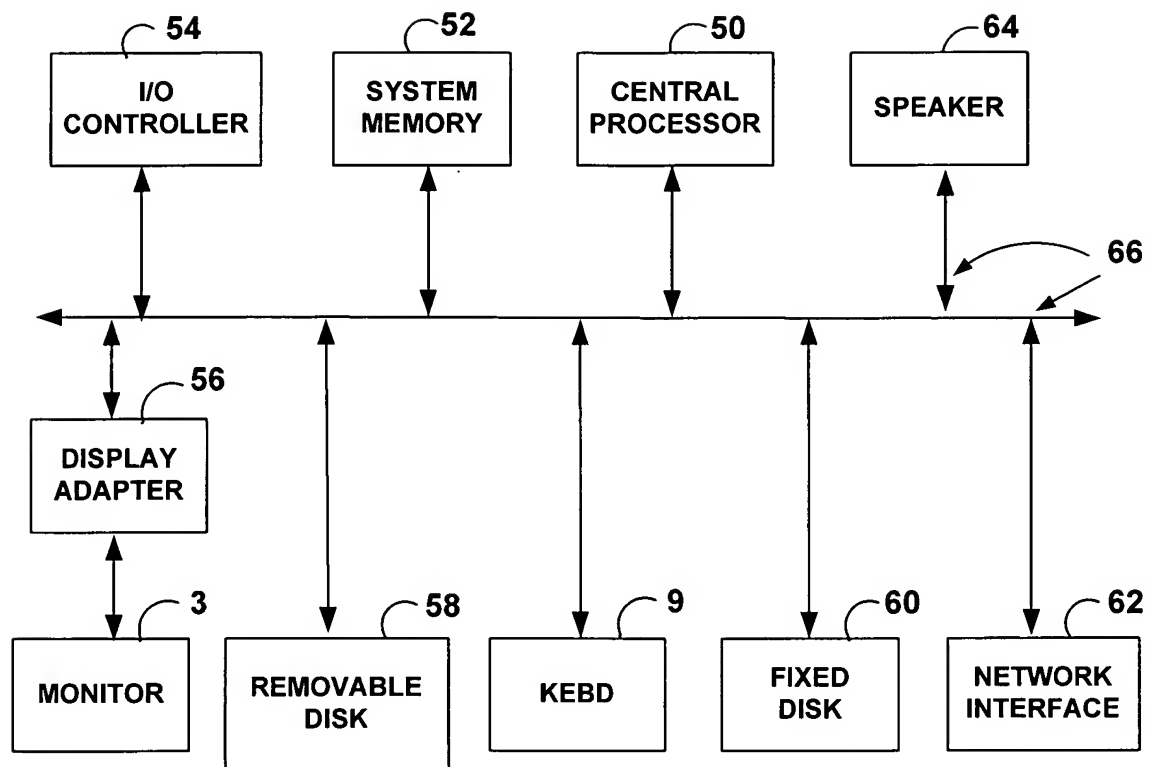 54
52
50
64
I/O
CONTROLLER
SYSTEM
MEMORY
CENTRAL
PROCESSOR
SPEAKER
66
56
DISPLAY
ADAPTER
3
58
9
60
62
MONITOR
REMOVABLE
DISK
KEBD
FIXED
DISK
NETWORK
INTERFACE